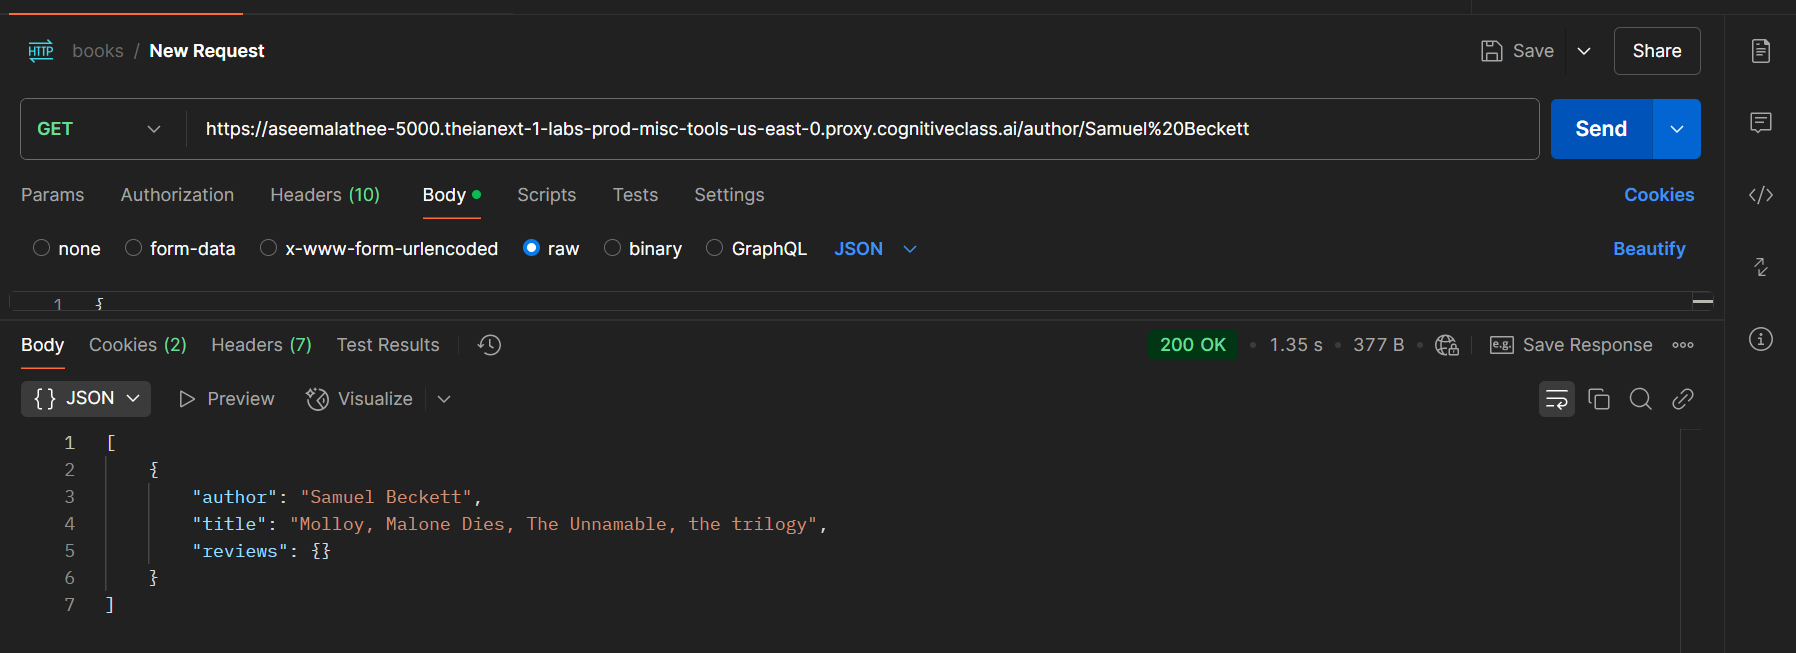 HTTP books / New Request Save Share
GET https://aseemalathee-5000.theianext-1-labs-prod-misc-tools-us-east-0.proxy.cognitiveclass.ai/author/Samuel%20Beckett Send
Params Authorization Headers (10) Body Scripts Tests Settings Cookies
none form-data x-www-form-urlencoded raw binary GraphQL JSON Beautify
1 {
Body Cookies (2) Headers (7) Test Results 200 OK • 1.35 s • 377 B • e.g. Save Response
{} JSON Preview Visualize
1 [
2 {
3 "author": "Samuel Beckett",
4 "title": "Molloy, Malone Dies, The Unnamable, the trilogy",
5 "reviews": {}
6 }
7 ]